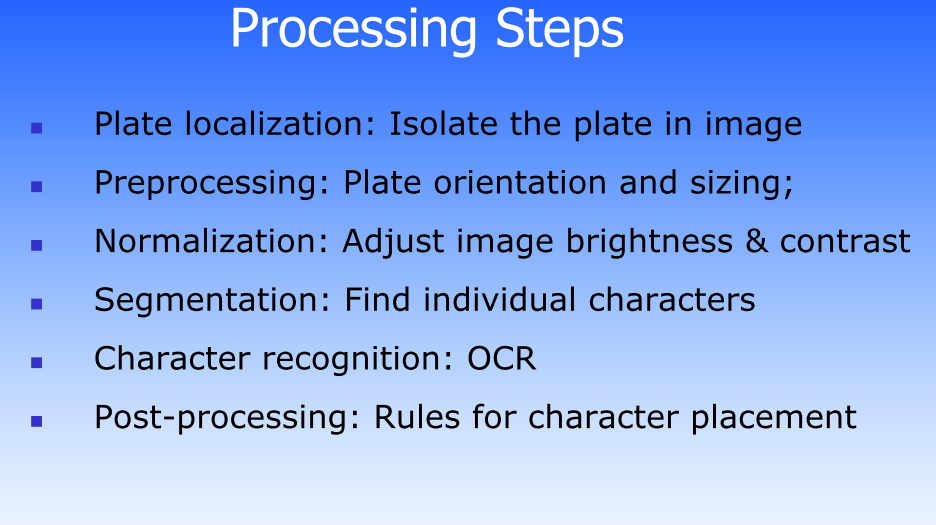 Processing Steps
Plate localization: Isolate the plate in image
Preprocessing: Plate orientation and sizing;
Normalization: Adjust image brightness & contrast
Segmentation: Find individual characters
Character recognition: OCR
Post-processing: Rules for character placement